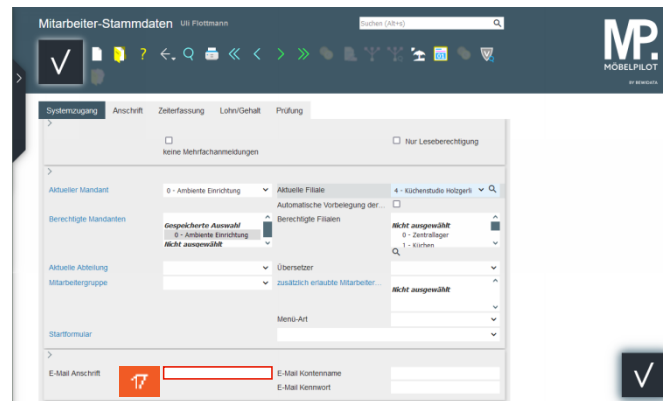 Mitarbeiter-Stammdaten Uli Flottmann
Suchen (Alt+s)
MP.
MÖBELPILOT
Systemzugang Anschrift Zeiterfassung Lohn/Gehalt Prüfung
keine Mehrfachanmeldungen
Nur Leseberechtigung
Aktueller Mandant 0 - Ambiente Einrichtung Aktuelle Filiale 4 - Küchenstudio Holzgerli
Automatische Vorbelegung der...
Berechtigte Mandanten Gespeicherte Auswahl Berechtigte Filialen Nicht ausgewählt
0 - Ambiente Einrichtung 0 - Zentrallager
Nicht ausgewählt 1 - Küchen
Aktuelle Abteilung Übersetzer
Mitarbeitergruppe zusätzlich erlaubte Mitarbeiter... Nicht ausgewählt
Menü-Art
Startformular
E-Mail Anschrift 17 E-Mail Kontenname
E-Mail Kennwort